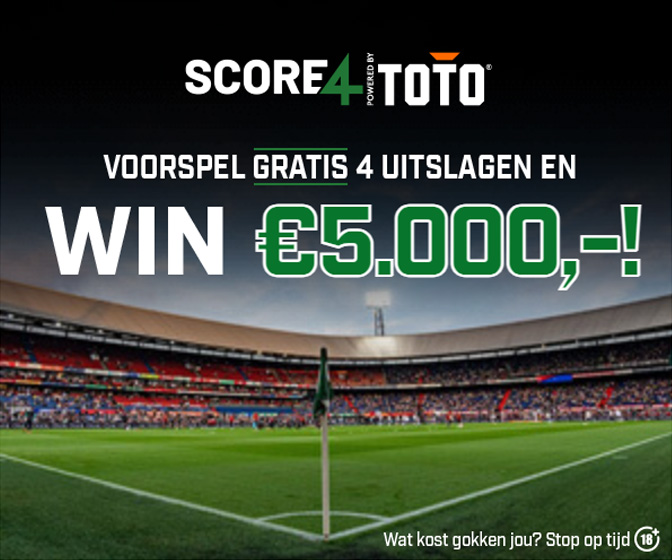 SCORE4 POWERED BY TOTO®
VOORSPEL GRATIS 4 UITSLAGEN EN
WIN €5.000,-!
Wat kost gokken jou? Stop op tijd 18+